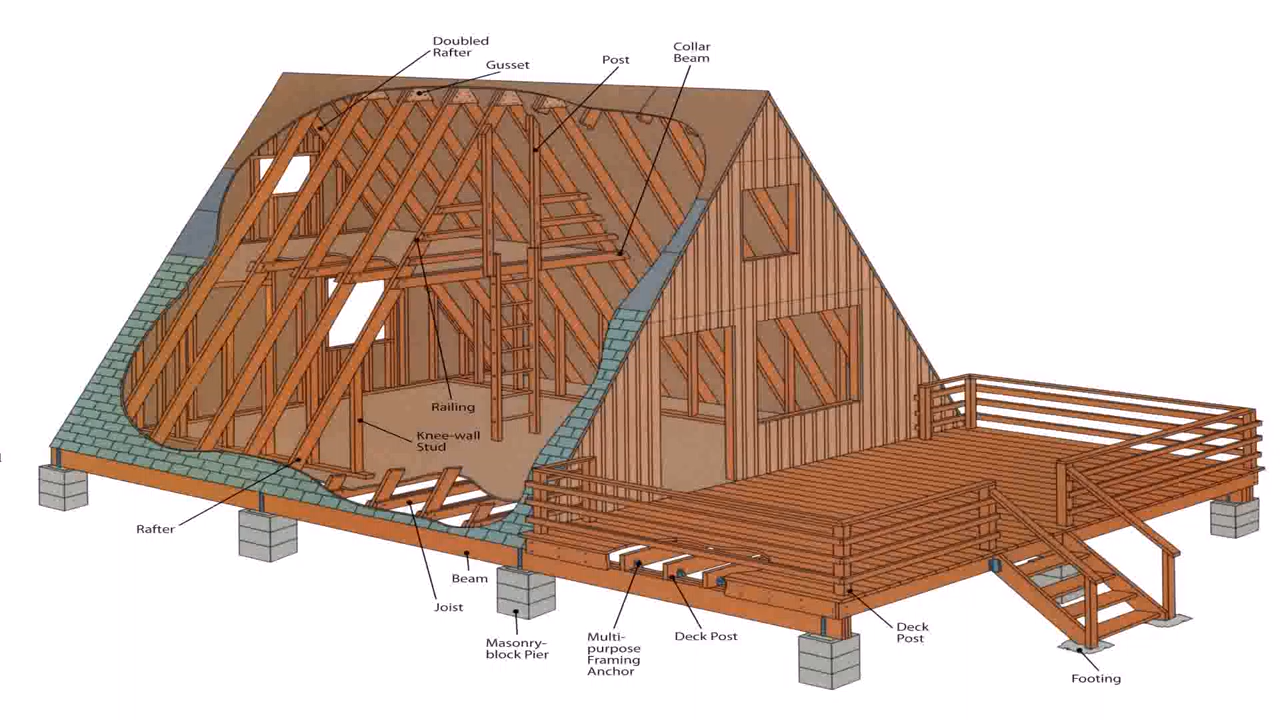 Doubled
Rafter
Gusset
Post
Collar
Beam
Railing
Knee-wall
Stud
Rafter
Beam
Joist
Masonry-
block Pier
Multi-
purpose
Framing
Anchor
Deck Post
Deck
Post
Footing